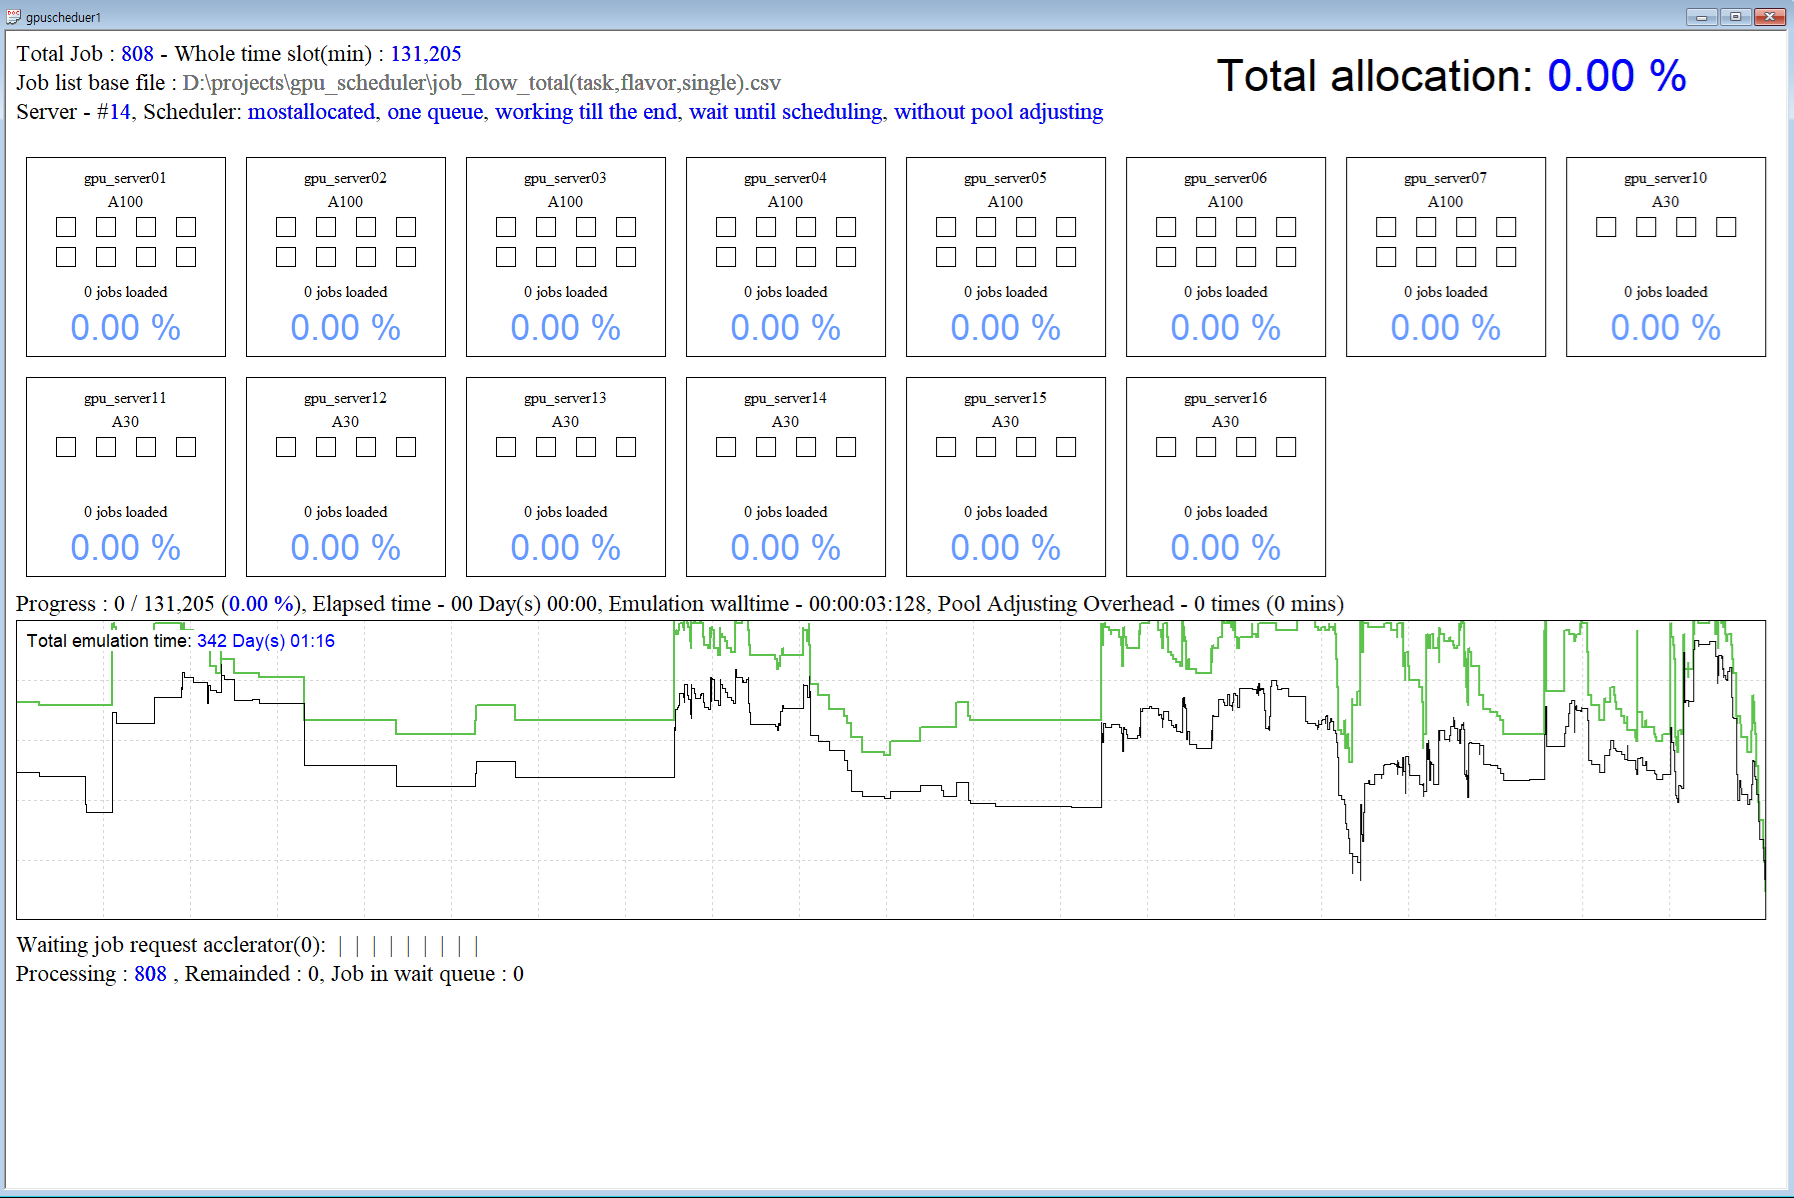 gpuscheduer1
Total Job : 808 - Whole time slot(min) : 131,205
Job list base file : D:\projects\gpu_scheduler\job_flow_total(task,flavor,single).csv
Server - #14, Scheduler: mostallocated, one queue, working till the end, wait until scheduling, without pool adjusting
Total allocation: 0.00 %
gpu_server01
A100
0 jobs loaded
0.00 %
gpu_server02
A100
0 jobs loaded
0.00 %
gpu_server03
A100
0 jobs loaded
0.00 %
gpu_server04
A100
0 jobs loaded
0.00 %
gpu_server05
A100
0 jobs loaded
0.00 %
gpu_server06
A100
0 jobs loaded
0.00 %
gpu_server07
A100
0 jobs loaded
0.00 %
gpu_server10
A30
0 jobs loaded
0.00 %
gpu_server11
A30
0 jobs loaded
0.00 %
gpu_server12
A30
0 jobs loaded
0.00 %
gpu_server13
A30
0 jobs loaded
0.00 %
gpu_server14
A30
0 jobs loaded
0.00 %
gpu_server15
A30
0 jobs loaded
0.00 %
gpu_server16
A30
0 jobs loaded
0.00 %
Progress : 0 / 131,205 (0.00 %), Elapsed time - 00 Day(s) 00:00, Emulation walltime - 00:00:03:128, Pool Adjusting Overhead - 0 times (0 mins)
Total emulation time: 342 Day(s) 01:16
Waiting job request acclerator(0): | | | | | | | | |
Processing : 808 , Remainded : 0, Job in wait queue : 0